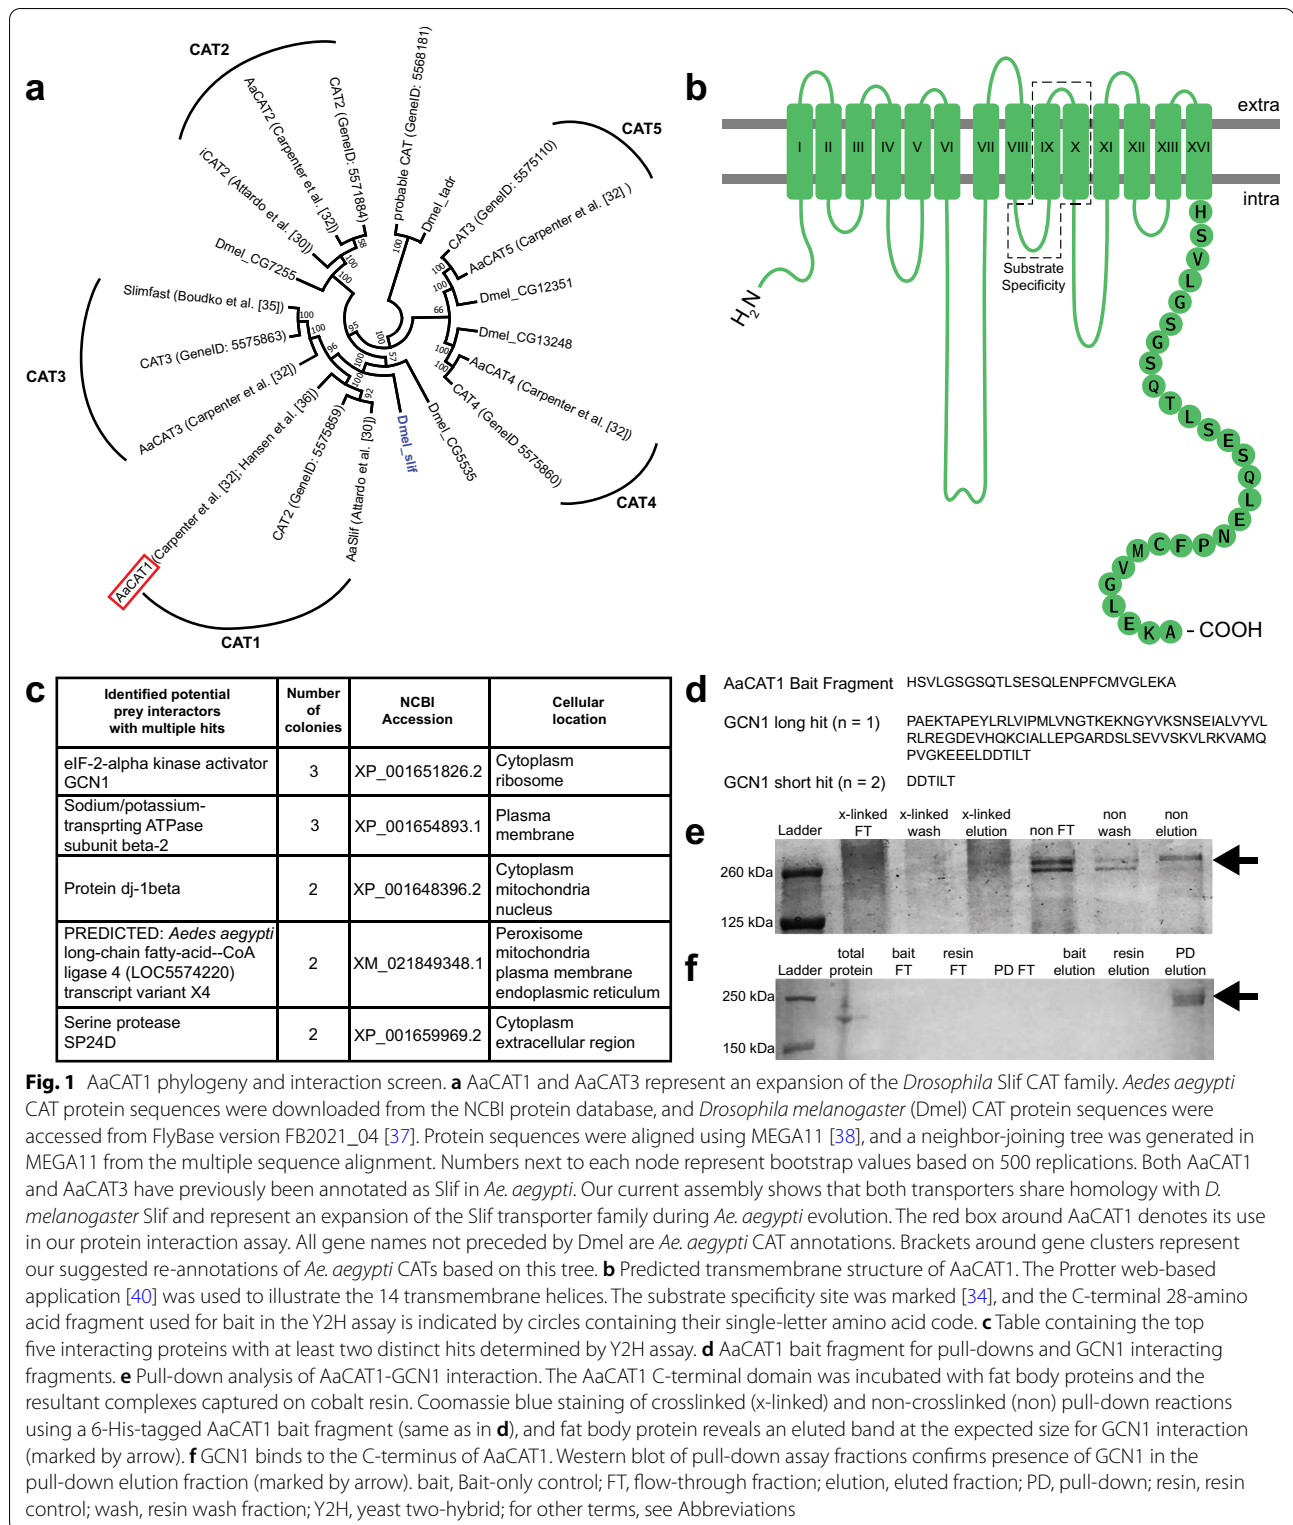 a
CAT2
AaCAT2 (Carpenter et al. [32])
CAT2 (GeneID: 5571884)
iCAT2 (Attardo et al. [30])
Dmel_CG7255
probable CAT (GeneID: 5568181)
Dmel_tadr
CAT5
CAT3 (GeneID: 5575110)
AaCAT5 (Carpenter et al. [32] )
Dmel_CG12351
Dmel_CG13248
AaCAT4 (Carpenter et al. [32])
CAT4 (GeneID 5575860)
CAT4
Dmel_CG5535
Dmel_slif
AaSlif (Attardo et al. [30])
CAT2 (GeneID: 5575859)
AaCAT1 (Carpenter et al. [32]; Hansen et al. [36])
CAT1
AaCAT3 (Carpenter et al. [32])
CAT3 (GeneID: 5575863)
Slimfast (Boudko et al. [35])
CAT3
58
100
100
100
100
100
66
100
100
100
100
96
100
100
92
57
100
b
extra
intra
I II III IV V VI VII VIII IX X XI XII XIII XVI
Substrate
Specificity
H2N
H
S
V
L
G
S
G
S
Q
T
L
S
E
S
Q
L
E
N
P
F
C
M
V
G
L
E
K
A
- COOH
c
Identified potential
prey interactors
with multiple hits
Number
of
colonies
NCBI
Accession
Cellular
location
eIF-2-alpha kinase activator
GCN1
3
XP_001651826.2
Cytoplasm
ribosome
Sodium/potassium-
transprting ATPase
subunit beta-2
3
XP_001654893.1
Plasma
membrane
Protein dj-1beta
2
XP_001648396.2
Cytoplasm
mitochondria
nucleus
PREDICTED: Aedes aegypti
long-chain fatty-acid--CoA
ligase 4 (LOC5574220)
transcript variant X4
2
XM_021849348.1
Peroxisome
mitochondria
plasma membrane
endoplasmic reticulum
Serine protease
SP24D
2
XP_001659969.2
Cytoplasm
extracellular region
d
AaCAT1 Bait Fragment HSVLGSGSQTLSESQLENPFCMVGLEKA
GCN1 long hit (n = 1) PAEKTAPEYLRLVIPMLVNGTKEKNGYVKSNSEIALVYVL
RLREGDEVHQKCIALLEPGARDSLSEVVSKVLRKVAMQ
PVGKEEELDDTILT
GCN1 short hit (n = 2) DDTILT
e
Ladder
x-linked
FT
x-linked
wash
x-linked
elution
non FT
non
wash
non
elution
260 kDa
125 kDa
f
Ladder
total
protein
bait
FT
resin
FT
PD FT
bait
elution
resin
elution
PD
elution
250 kDa
150 kDa
Fig. 1 AaCAT1 phylogeny and interaction screen. a AaCAT1 and AaCAT3 represent an expansion of the Drosophila Slif CAT family. Aedes aegypti
CAT protein sequences were downloaded from the NCBI protein database, and Drosophila melanogaster (Dmel) CAT protein sequences were
accessed from FlyBase version FB2021_04 [37]. Protein sequences were aligned using MEGA11 [38], and a neighbor-joining tree was generated in
MEGA11 from the multiple sequence alignment. Numbers next to each node represent bootstrap values based on 500 replications. Both AaCAT1
and AaCAT3 have previously been annotated as Slif in Ae. aegypti. Our current assembly shows that both transporters share homology with D.
melanogaster Slif and represent an expansion of the Slif transporter family during Ae. aegypti evolution. The red box around AaCAT1 denotes its use
in our protein interaction assay. All gene names not preceded by Dmel are Ae. aegypti CAT annotations. Brackets around gene clusters represent
our suggested re-annotations of Ae. aegypti CATs based on this tree. b Predicted transmembrane structure of AaCAT1. The Protter web-based
application [40] was used to illustrate the 14 transmembrane helices. The substrate specificity site was marked [34], and the C-terminal 28-amino
acid fragment used for bait in the Y2H assay is indicated by circles containing their single-letter amino acid code. c Table containing the top
five interacting proteins with at least two distinct hits determined by Y2H assay. d AaCAT1 bait fragment for pull-downs and GCN1 interacting
fragments. e Pull-down analysis of AaCAT1-GCN1 interaction. The AaCAT1 C-terminal domain was incubated with fat body proteins and the
resultant complexes captured on cobalt resin. Coomassie blue staining of crosslinked (x-linked) and non-crosslinked (non) pull-down reactions
using a 6-His-tagged AaCAT1 bait fragment (same as in d), and fat body protein reveals an eluted band at the expected size for GCN1 interaction
(marked by arrow). f GCN1 binds to the C-terminus of AaCAT1. Western blot of pull-down assay fractions confirms presence of GCN1 in the
pull-down elution fraction (marked by arrow). bait, Bait-only control; FT, flow-through fraction; elution, eluted fraction; PD, pull-down; resin, resin
control; wash, resin wash fraction; Y2H, yeast two-hybrid; for other terms, see Abbreviations